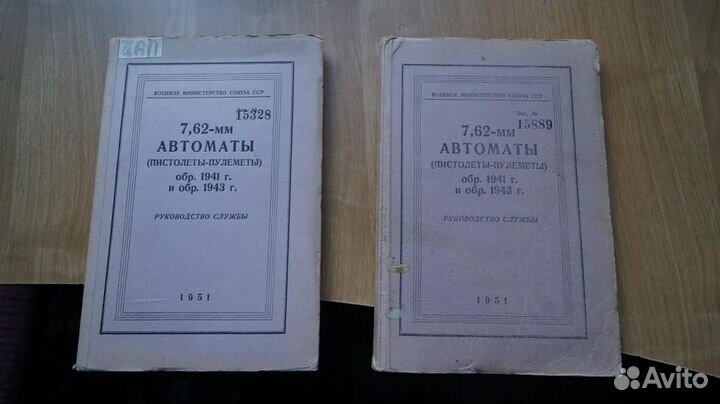 460
ВОЕННОЕ МИНИСТЕРСТВО СОЮЗА ССР
15328
7,62-мм
АВТОМАТЫ
(ПИСТОЛЕТЫ-ПУЛЕМЕТЫ)
обр. 1941 г.
и обр. 1943 г.
РУКОВОДСТВО СЛУЖБЫ
1951
ВОЕННОЕ МИНИСТЕРСТВО СОЮЗА ССР
Экз. №
15889
7,62-мм
АВТОМАТЫ
(ПИСТОЛЕТЫ-ПУЛЕМЕТЫ)
обр. 1941 г.
и обр. 1943 г.
РУКОВОДСТВО СЛУЖБЫ
1951
Avito